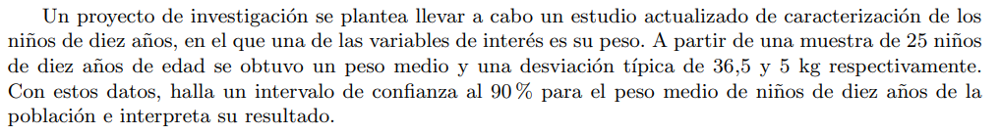 Un proyecto de investigación se plantea llevar a cabo un estudio actualizado de caracterización de los
niños de diez años, en el que una de las variables de interés es su peso. A partir de una muestra de 25 niños
de diez años de edad se obtuvo un peso medio y una desviación típica de 36,5 y 5 kg respectivamente.
Con estos datos, halla un intervalo de confianza al 90 % para el peso medio de niños de diez años de la
población e interpreta su resultado.